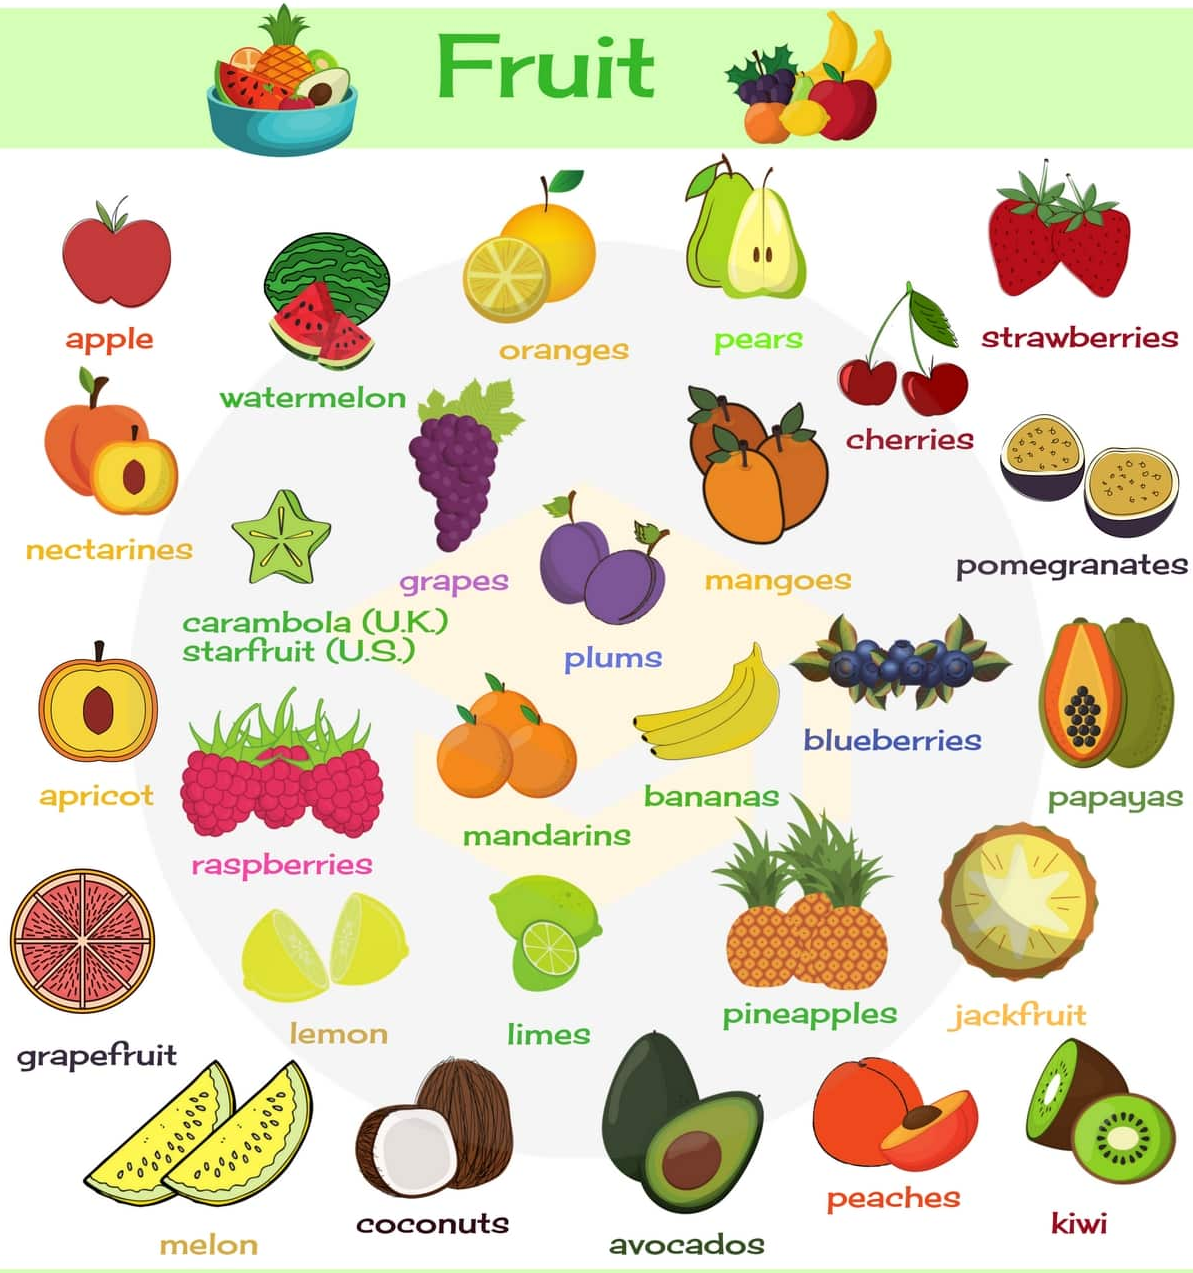 Fruit
apple
watermelon
oranges
pears
strawberries
cherries
nectarines
carambola (U.K.)
starfruit (U.S.)
grapes
plums
mangoes
pomegranates
apricot
raspberries
mandarins
bananas
blueberries
papayas
grapefruit
lemon
limes
pineapples
jackfruit
melon
coconuts
avocados
peaches
kiwi